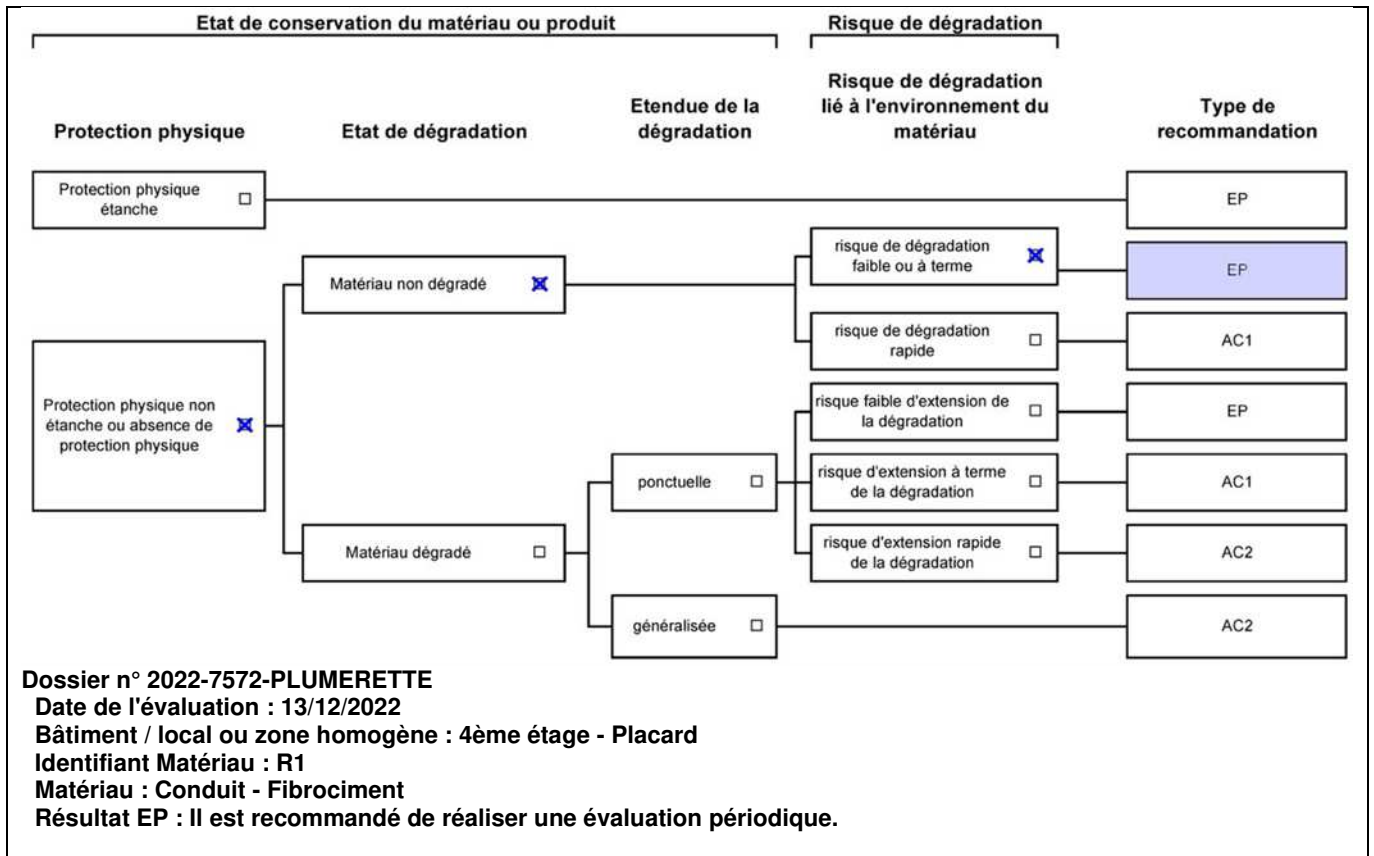 Etat de conservation du matériau ou produit
Risque de dégradation
Protection physique
Etat de dégradation
Etendue de la
dégradation
Risque de dégradation
lié à l'environnement du
matériau
Type de
recommandation
Protection physique
étanche
EP
Protection physique non
étanche ou absence de
protection physique
Matériau non dégradé
risque de dégradation
faible ou à terme
EP
risque de dégradation
rapide
AC1
Matériau dégradé
ponctuelle
risque faible d'extension de
la dégradation
EP
risque d'extension à terme
de la dégradation
AC1
risque d'extension rapide
de la dégradation
AC2
généralisée
AC2
Dossier n° 2022-7572-PLUMERETTE
Date de l'évaluation : 13/12/2022
Bâtiment / local ou zone homogène : 4ème étage - Placard
Identifiant Matériau : R1
Matériau : Conduit - Fibrociment
Résultat EP : Il est recommandé de réaliser une évaluation périodique.